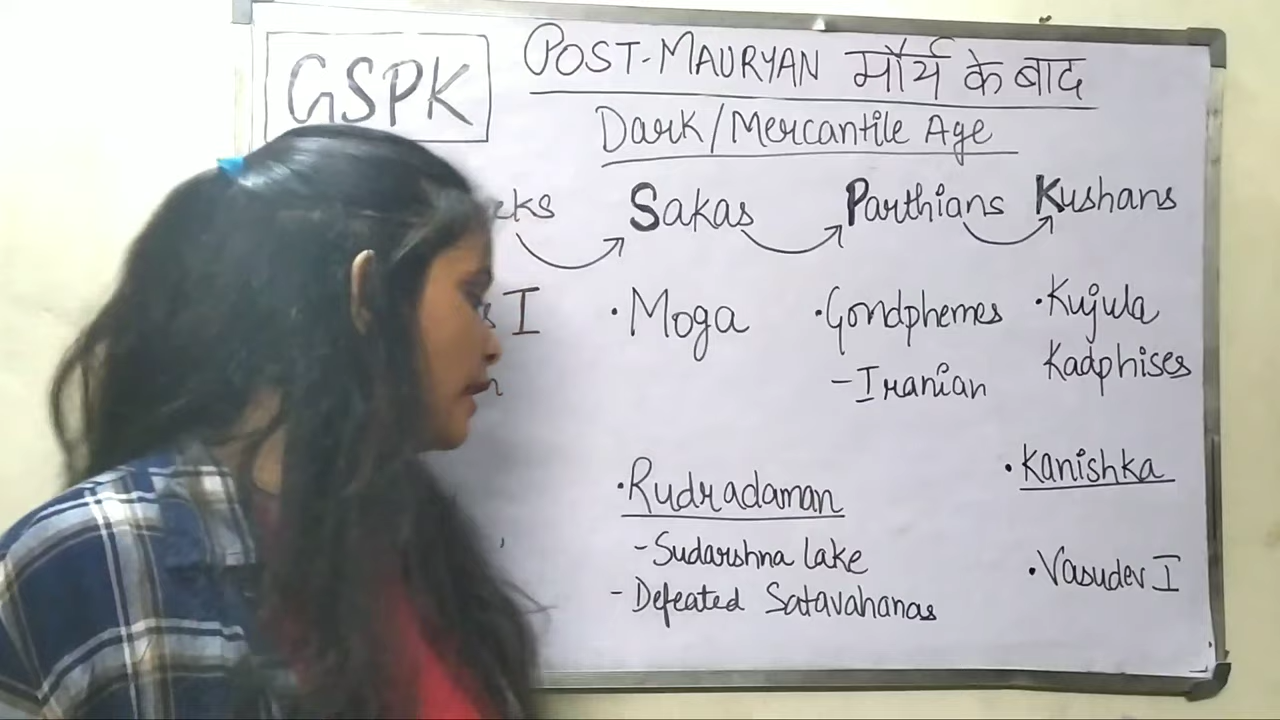 GSPK
POST-MAURYAN मौर्य के बाद
Dark/Mercantile Age
Sakas Parthians Kushans
I
·Moga
·Gondphemes
-Iranian
·Kujula
Kadphises
·Rudradaman
-Sudarshna lake
-Defeated Satavahanas
·Kanishka
·Vasudev I